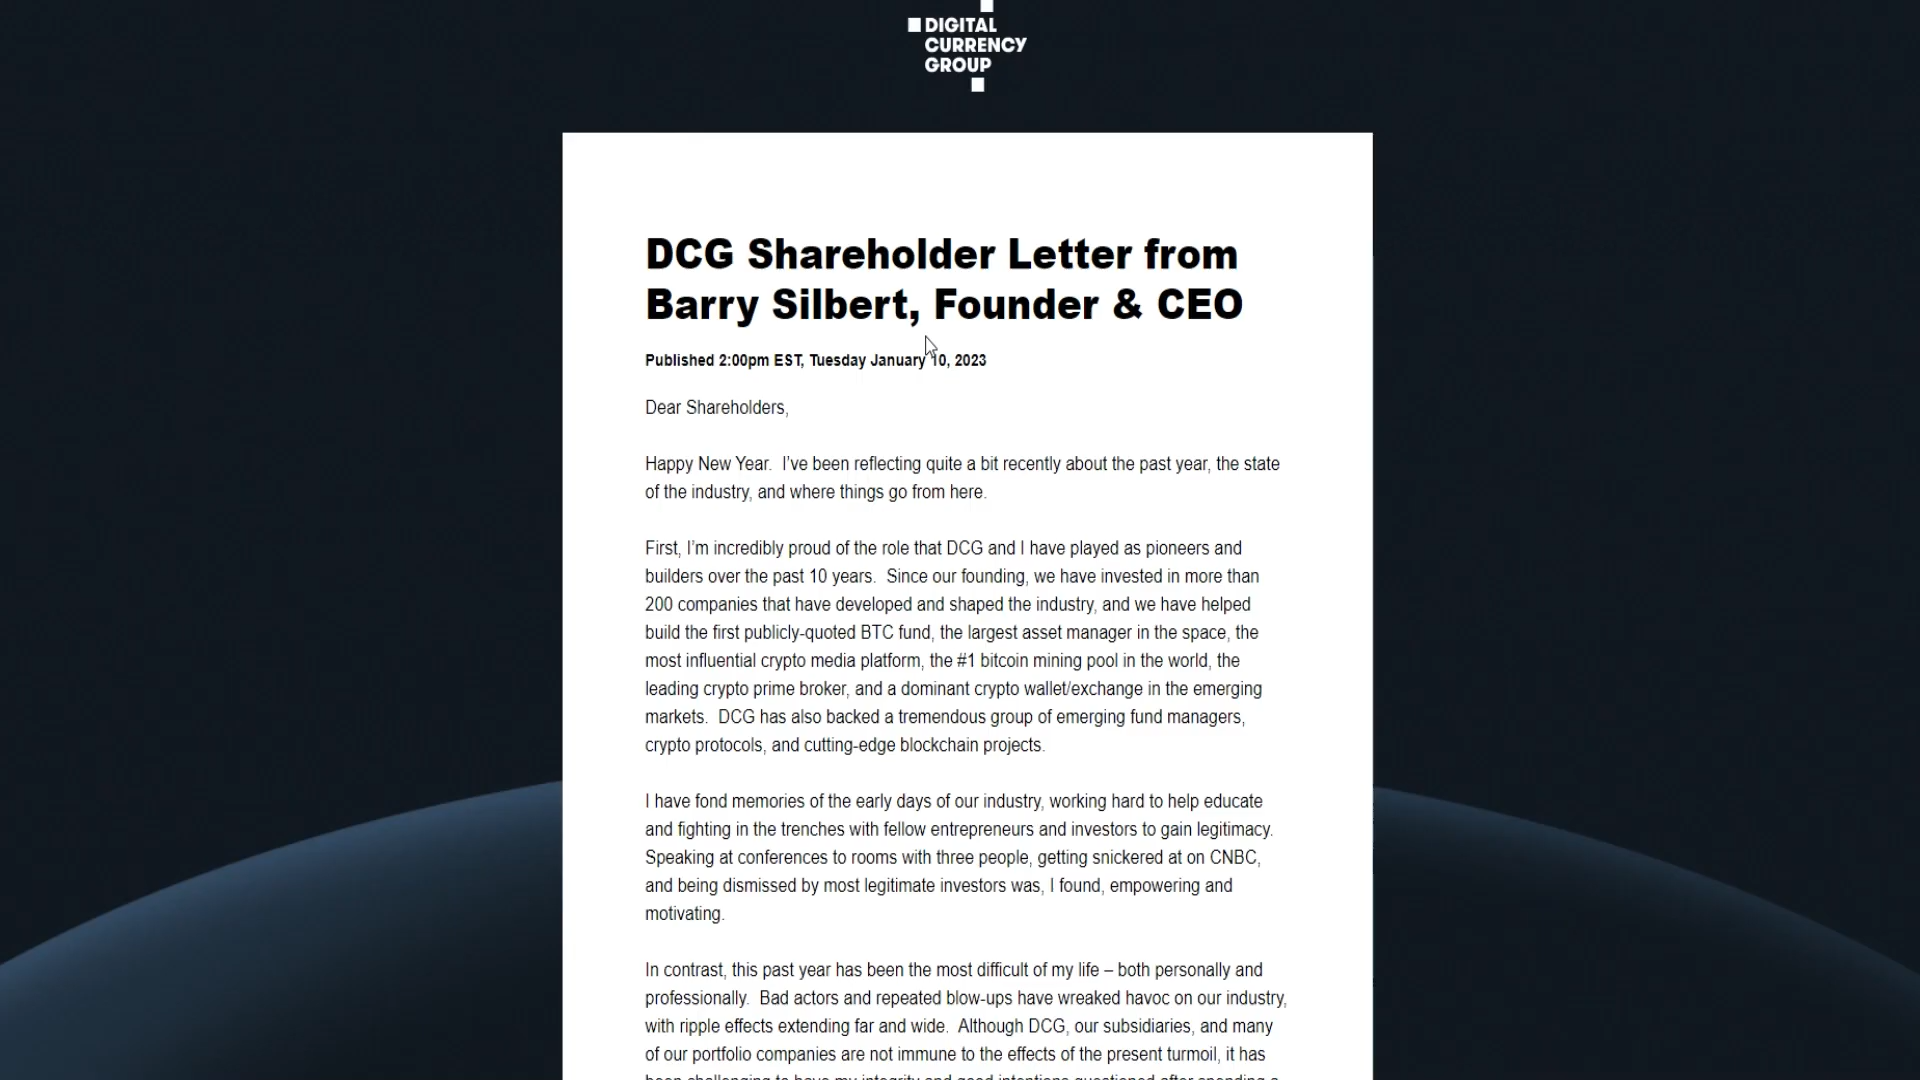 DIGITAL
CURRENCY
GROUP
DCG Shareholder Letter from
Barry Silbert, Founder & CEO
Published 2:00pm EST, Tuesday January 10, 2023
Dear Shareholders,
Happy New Year.  I've been reflecting quite a bit recently about the past year, the state
of the industry, and where things go from here.
First, I'm incredibly proud of the role that DCG and I have played as pioneers and
builders over the past 10 years.  Since our founding, we have invested in more than
200 companies that have developed and shaped the industry, and we have helped
build the first publicly-quoted BTC fund, the largest asset manager in the space, the
most influential crypto media platform, the #1 bitcoin mining pool in the world, the
leading crypto prime broker, and a dominant crypto wallet/exchange in the emerging
markets.  DCG has also backed a tremendous group of emerging fund managers,
crypto protocols, and cutting-edge blockchain projects.
I have fond memories of the early days of our industry, working hard to help educate
and fighting in the trenches with fellow entrepreneurs and investors to gain legitimacy.
Speaking at conferences to rooms with three people, getting snickered at on CNBC,
and being dismissed by most legitimate investors was, I found, empowering and
motivating.
In contrast, this past year has been the most difficult of my life – both personally and
professionally.  Bad actors and repeated blow-ups have wreaked havoc on our industry,
with ripple effects extending far and wide.  Although DCG, our subsidiaries, and many
of our portfolio companies are not immune to the effects of the present turmoil, it has